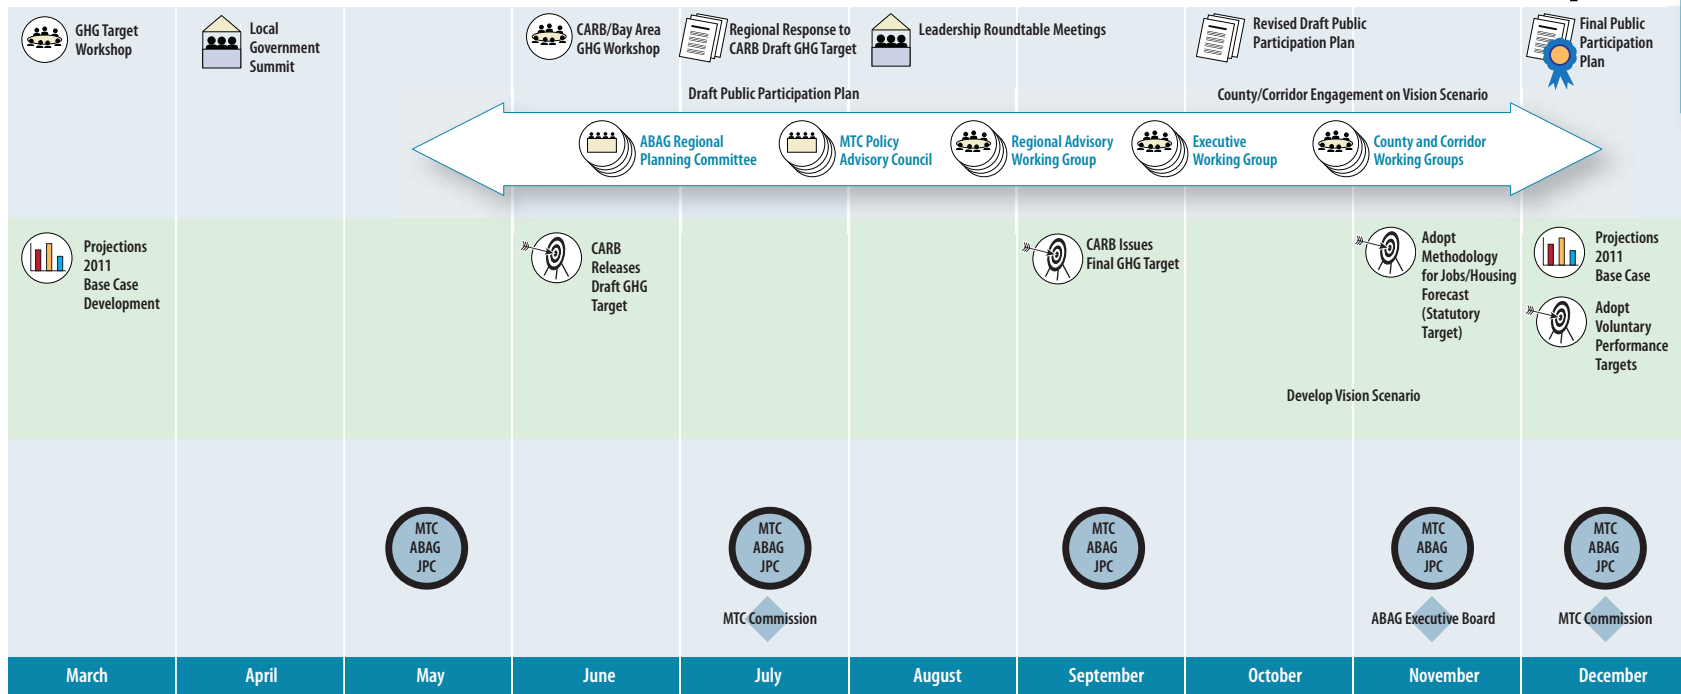 GHG Target
Workshop
Local
Government
Summit
CARB/Bay Area
GHG Workshop
Regional Response to
CARB Draft GHG Target
Leadership Roundtable Meetings
Revised Draft Public
Participation Plan
Final Public
Participation
Plan
Draft Public Participation Plan
County/Corridor Engagement on Vision Scenario
ABAG Regional
Planning Committee
MTC Policy
Advisory Council
Regional Advisory
Working Group
Executive
Working Group
County and Corridor
Working Groups
Projections
2011
Base Case
Development
CARB
Releases
Draft GHG
Target
CARB Issues
Final GHG Target
Adopt
Methodology
for Jobs/Housing
Forecast
(Statutory
Target)
Projections
2011
Base Case
Adopt
Voluntary
Performance
Targets
Develop Vision Scenario
MTC
ABAG
JPC
MTC
ABAG
JPC
MTC
ABAG
JPC
MTC
ABAG
JPC
MTC
ABAG
JPC
MTC Commission
ABAG Executive Board
MTC Commission
March
April
May
June
July
August
September
October
November
December